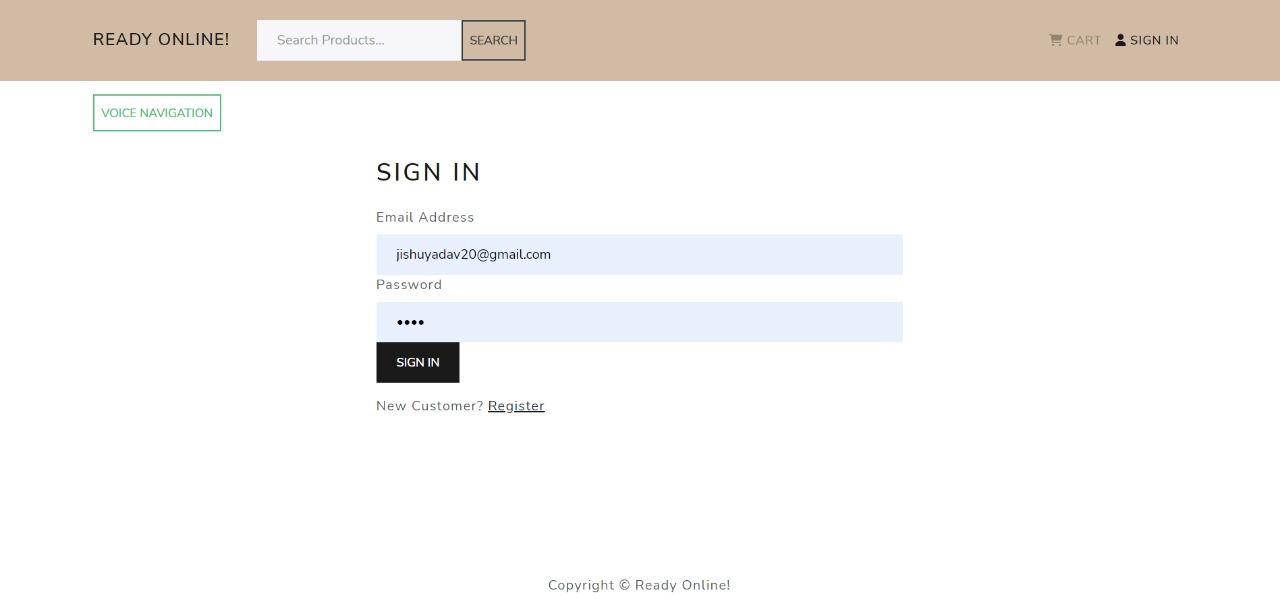 READY ONLINE! Search Products... SEARCH CART SIGN IN
VOICE NAVIGATION
SIGN IN
Email Address
jishuyadav20@gmail.com
Password
••••
SIGN IN
New Customer? Register
Copyright © Ready Online!